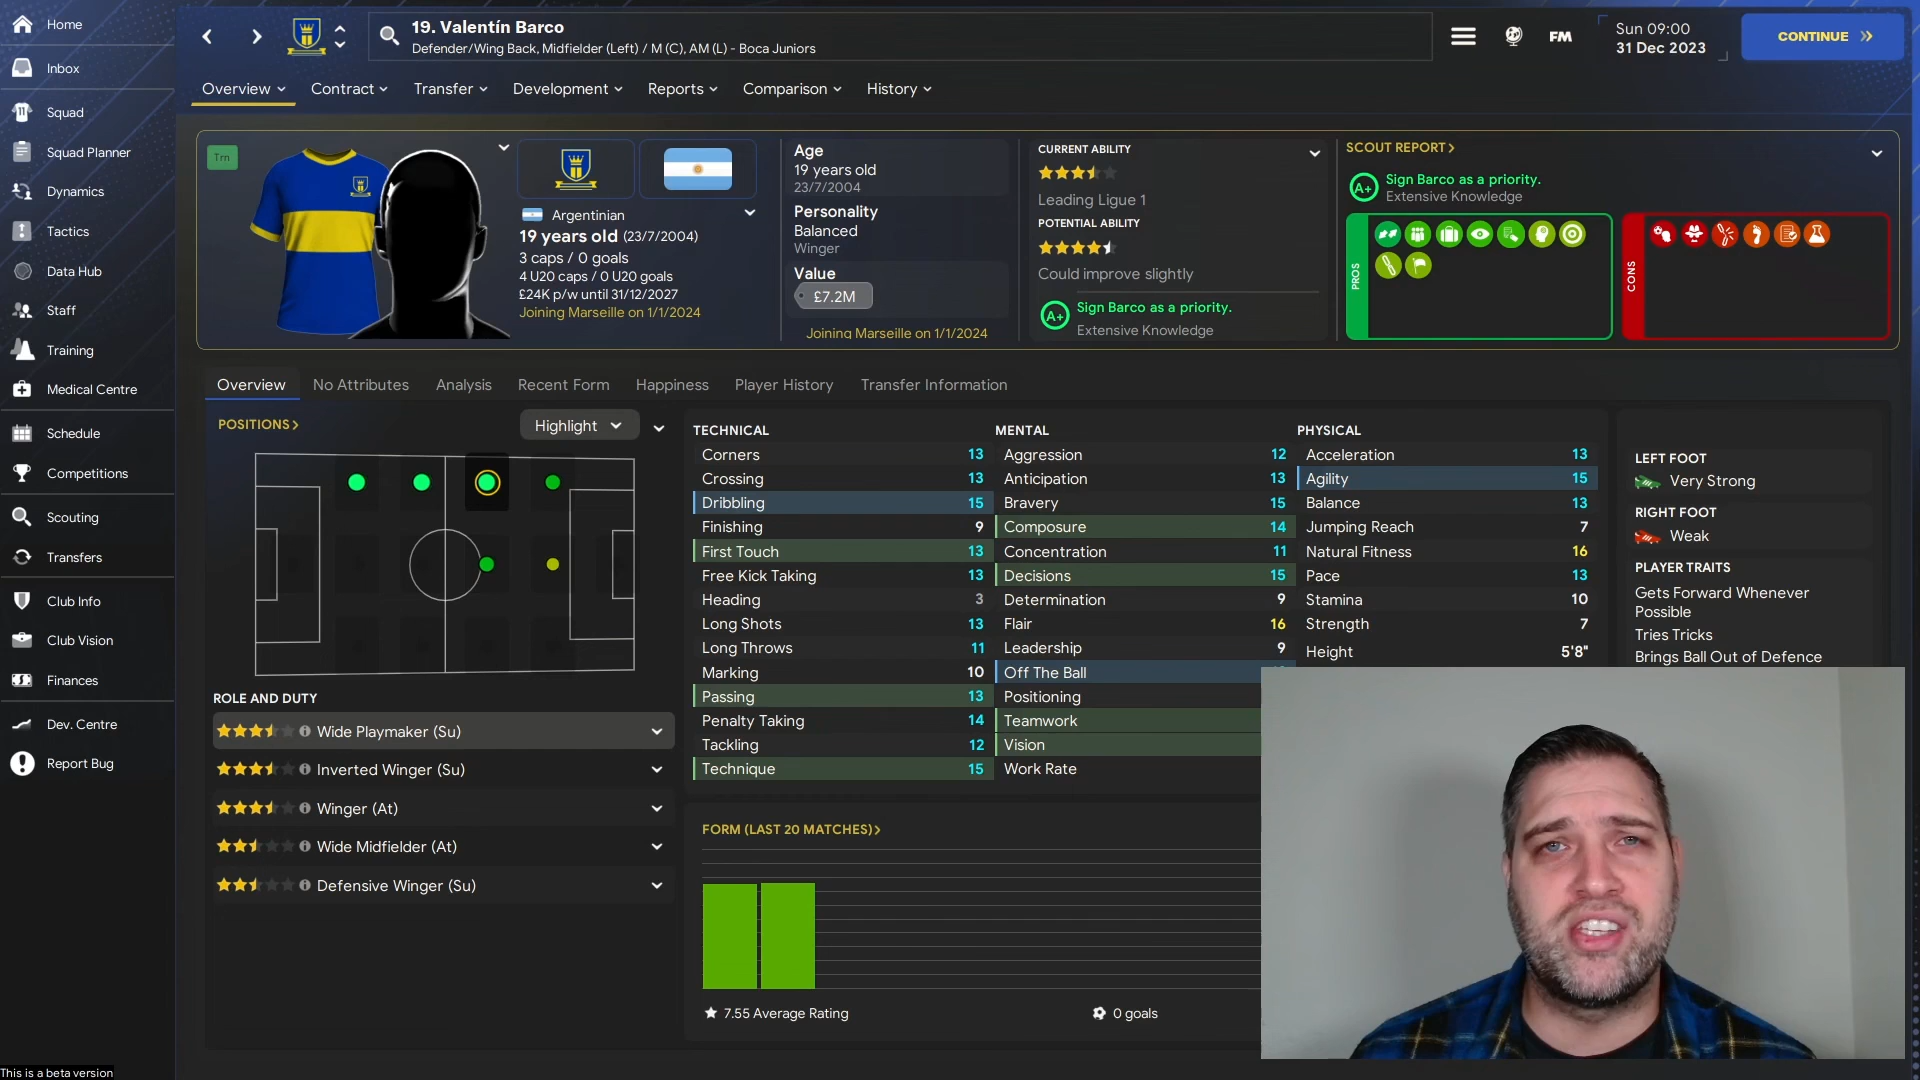 Home
Inbox
Squad
Squad Planner
Dynamics
Tactics
Data Hub
Staff
Training
Medical Centre
Schedule
Competitions
Scouting
Transfers
Club Info
Club Vision
Finances
Dev. Centre
Report Bug
This is a beta version
19. Valentín Barco
Defender/Wing Back, Midfielder (Left) / M (C), AM (L) - Boca Juniors
FM
Sun 09:00
31 Dec 2023
CONTINUE
Overview Contract Transfer Development Reports Comparison History
Trn
Argentinian
19 years old (23/7/2004)
3 caps / 0 goals
4 U20 caps / 0 U20 goals
£24K p/w until 31/12/2027
Joining Marseille on 1/1/2024
Age
19 years old
23/7/2004
Personality
Balanced
Winger
Value
£7.2M
Joining Marseille on 1/1/2024
CURRENT ABILITY
Leading Ligue 1
POTENTIAL ABILITY
Could improve slightly
A+ Sign Barco as a priority.
Extensive Knowledge
SCOUT REPORT
A+ Sign Barco as a priority.
Extensive Knowledge
PROS
CONS
Overview No Attributes Analysis Recent Form Happiness Player History Transfer Information
POSITIONS
Highlight
ROLE AND DUTY
Wide Playmaker (Su)
Inverted Winger (Su)
Winger (At)
Wide Midfielder (At)
Defensive Winger (Su)
TECHNICAL
Corners 13
Crossing 13
Dribbling 15
Finishing 9
First Touch 13
Free Kick Taking 13
Heading 3
Long Shots 13
Long Throws 11
Marking 10
Passing 13
Penalty Taking 14
Tackling 12
Technique 15
MENTAL
Aggression 12
Anticipation 13
Bravery 15
Composure 14
Concentration 11
Decisions 15
Determination 9
Flair 16
Leadership 9
Off The Ball
Positioning
Teamwork
Vision
Work Rate
PHYSICAL
Acceleration 13
Agility 15
Balance 13
Jumping Reach 7
Natural Fitness 16
Pace 13
Stamina 10
Strength 7
Height 5'8"
LEFT FOOT
Very Strong
RIGHT FOOT
Weak
PLAYER TRAITS
Gets Forward Whenever
Possible
Tries Tricks
Brings Ball Out of Defence
FORM (LAST 20 MATCHES)
7.55 Average Rating
0 goals